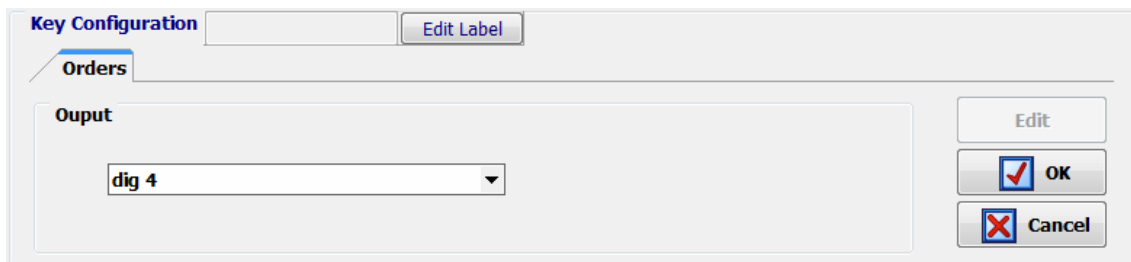 Key Configuration
Edit Label
Orders
Ouput
Edit
dig 4
OK
Cancel